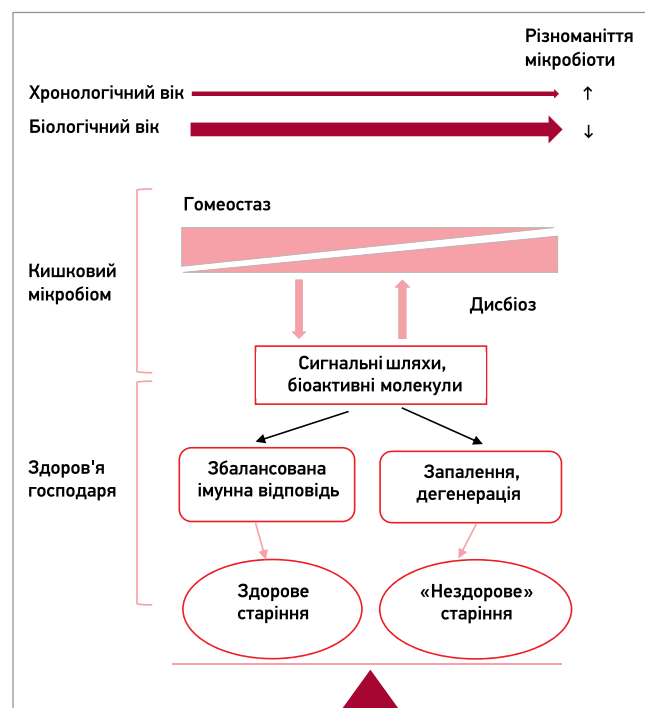 Різноманіття
мікробіоти
Хронологічний вік
↑
Біологічний вік
↓
Гомеостаз
Кишковий
мікробіом
Дисбіоз
Сигнальні шляхи,
біоактивні молекули
Здоров'я
господаря
Збалансована
імунна відповідь
Запалення,
дегенерація
Здорове
старіння
«Нездорове»
старіння